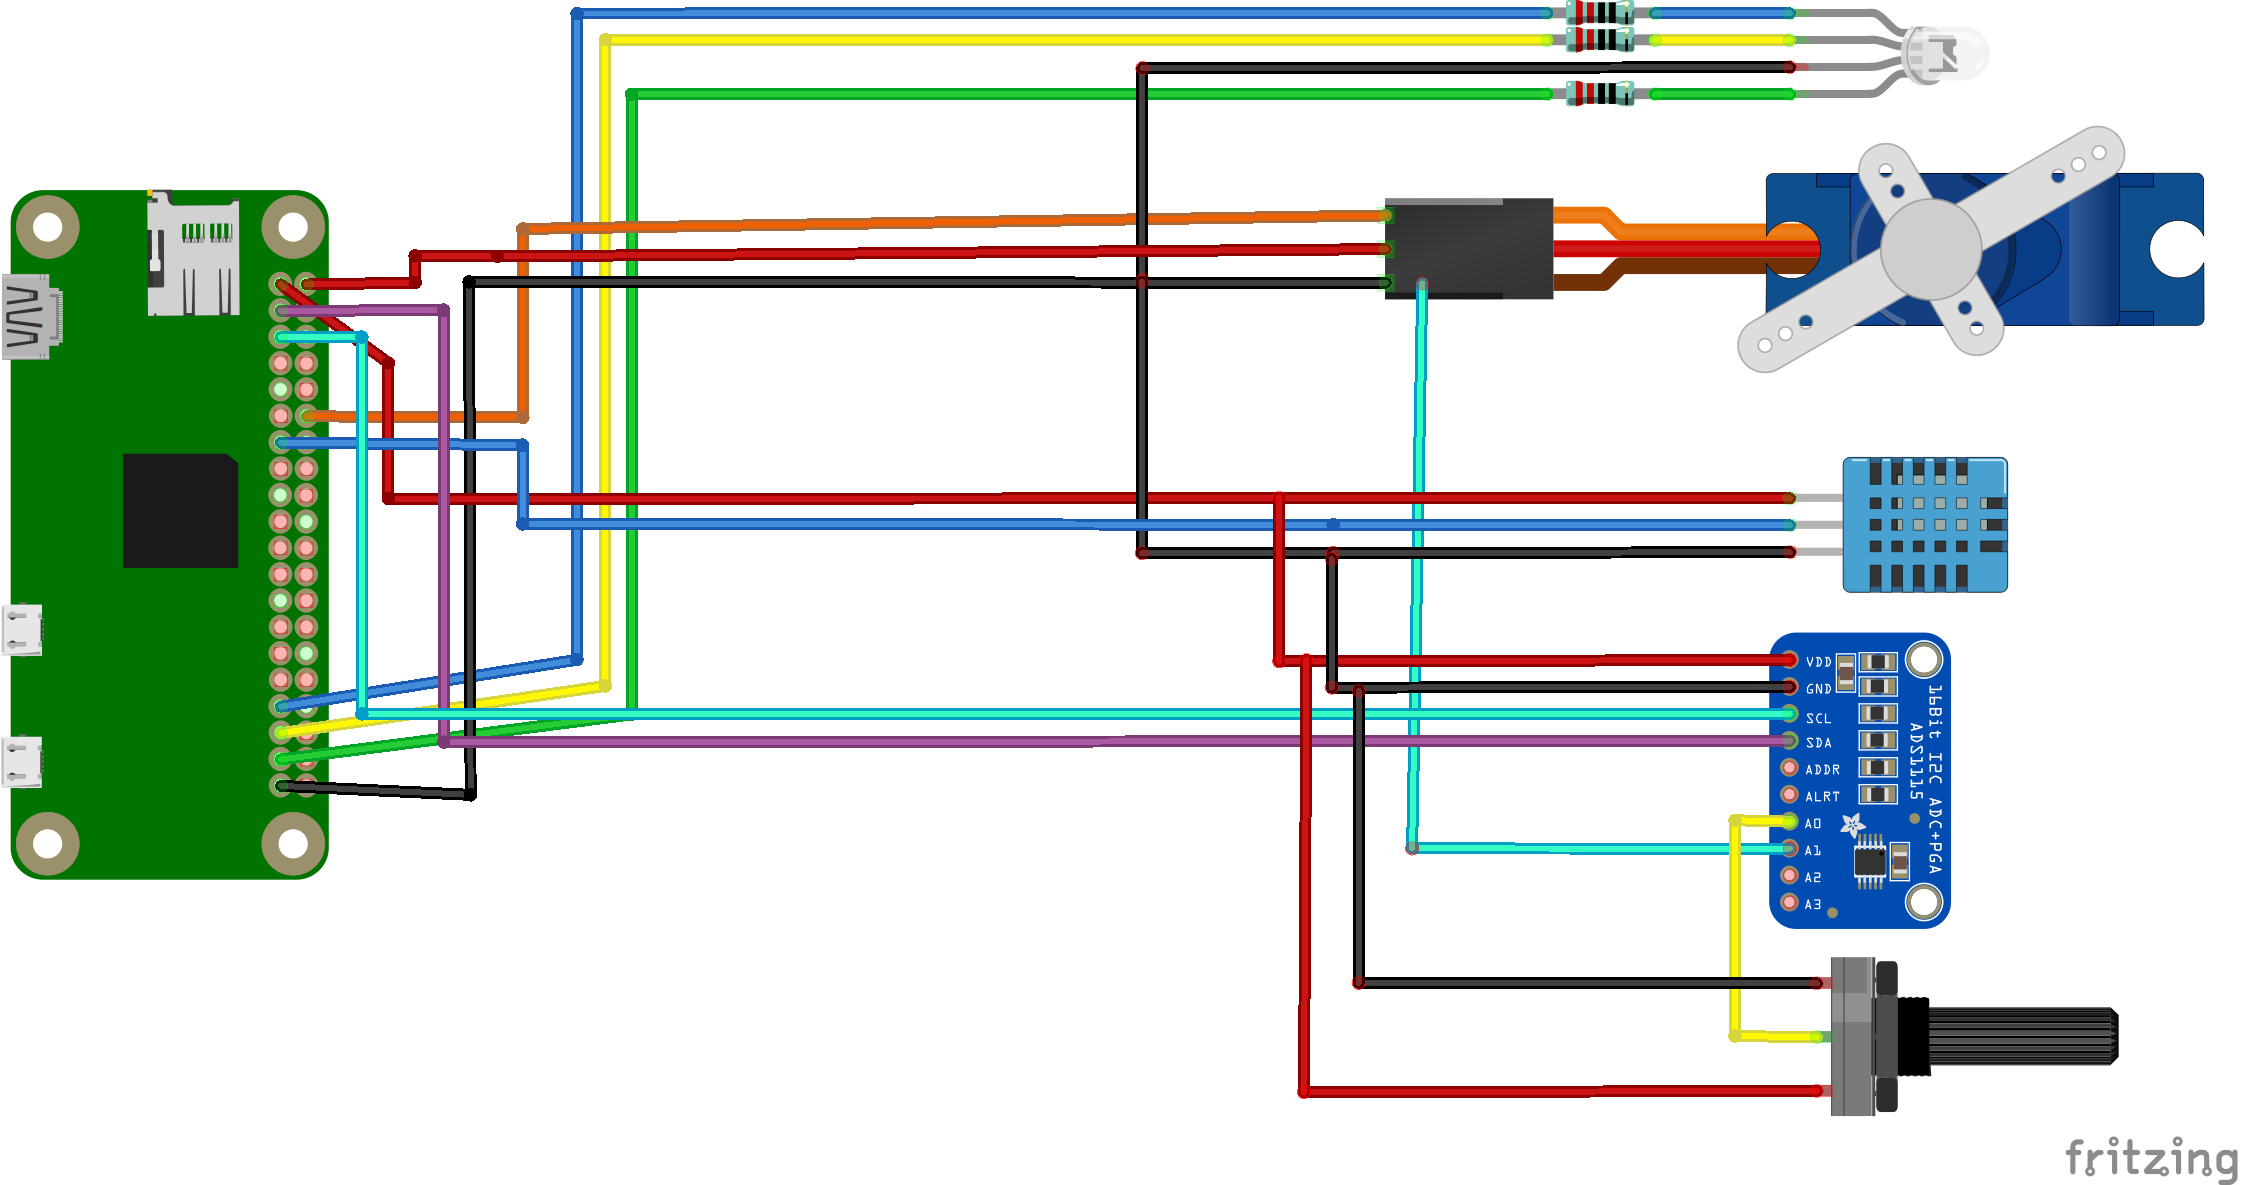 VDD
GND
SCL
SDA
ADDR
ALRT
A0
A1
A2
A3
16Bit I2C ADC+PGA
ADS1115
fritzing